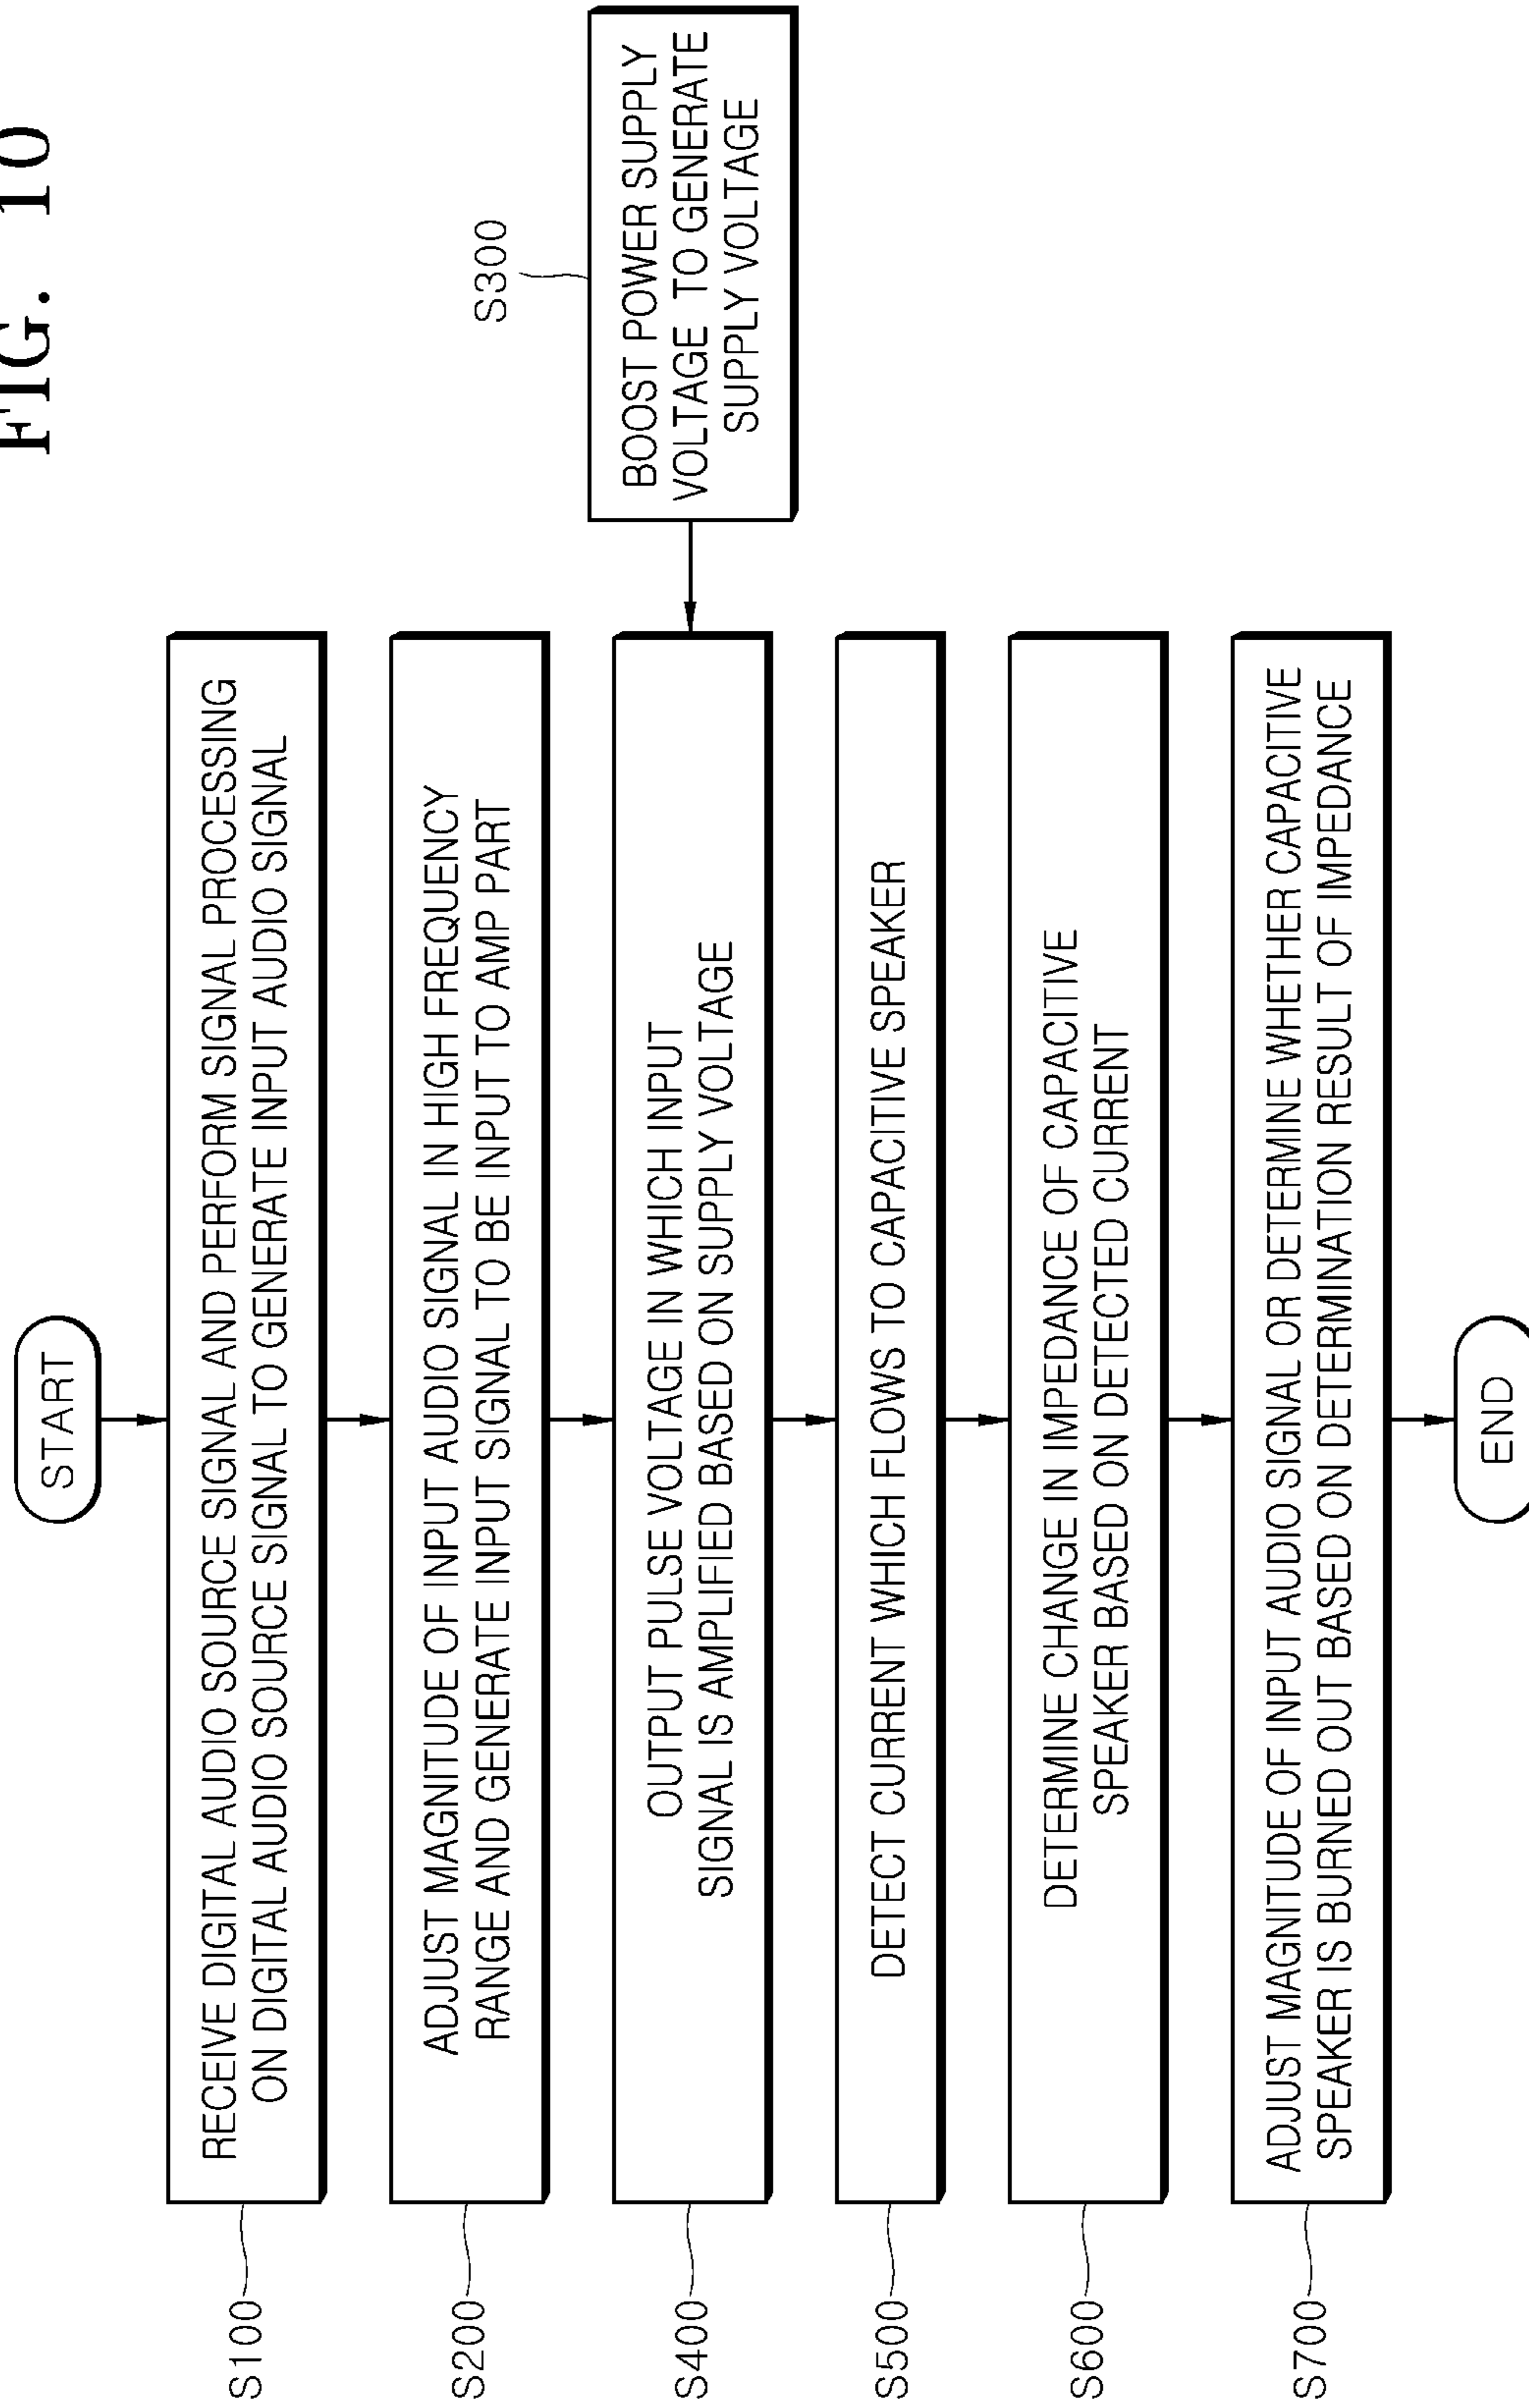 FIG. 10
START
S100
RECEIVE DIGITAL AUDIO SOURCE SIGNAL AND PERFORM SIGNAL PROCESSING
ON DIGITAL AUDIO SOURCE SIGNAL TO GENERATE INPUT AUDIO SIGNAL
S200
ADJUST MAGNITUDE OF INPUT AUDIO SIGNAL IN HIGH FREQUENCY
RANGE AND GENERATE INPUT SIGNAL TO BE INPUT TO AMP PART
S300
BOOST POWER SUPPLY
VOLTAGE TO GENERATE
SUPPLY VOLTAGE
S400
OUTPUT PULSE VOLTAGE IN WHICH INPUT
SIGNAL IS AMPLIFIED BASED ON SUPPLY VOLTAGE
S500
DETECT CURRENT WHICH FLOWS TO CAPACITIVE SPEAKER
S600
DETERMINE CHANGE IN IMPEDANCE OF CAPACITIVE
SPEAKER BASED ON DETECTED CURRENT
S700
ADJUST MAGNITUDE OF INPUT AUDIO SIGNAL OR DETERMINE WHETHER CAPACITIVE
SPEAKER IS BURNED OUT BASED ON DETERMINATION RESULT OF IMPEDANCE
END